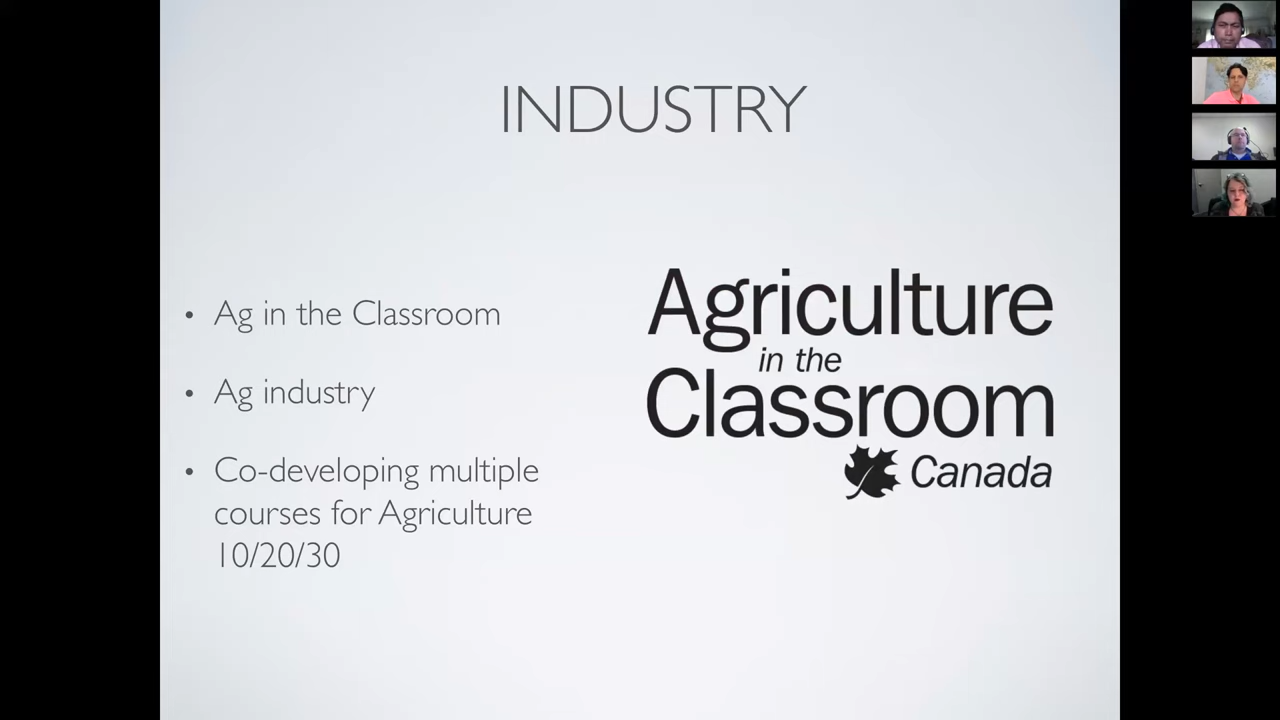 INDUSTRY
Ag in the Classroom
Ag industry
Co-developing multiple
courses for Agriculture
10/20/30
Agriculture
in the
Classroom
Canada